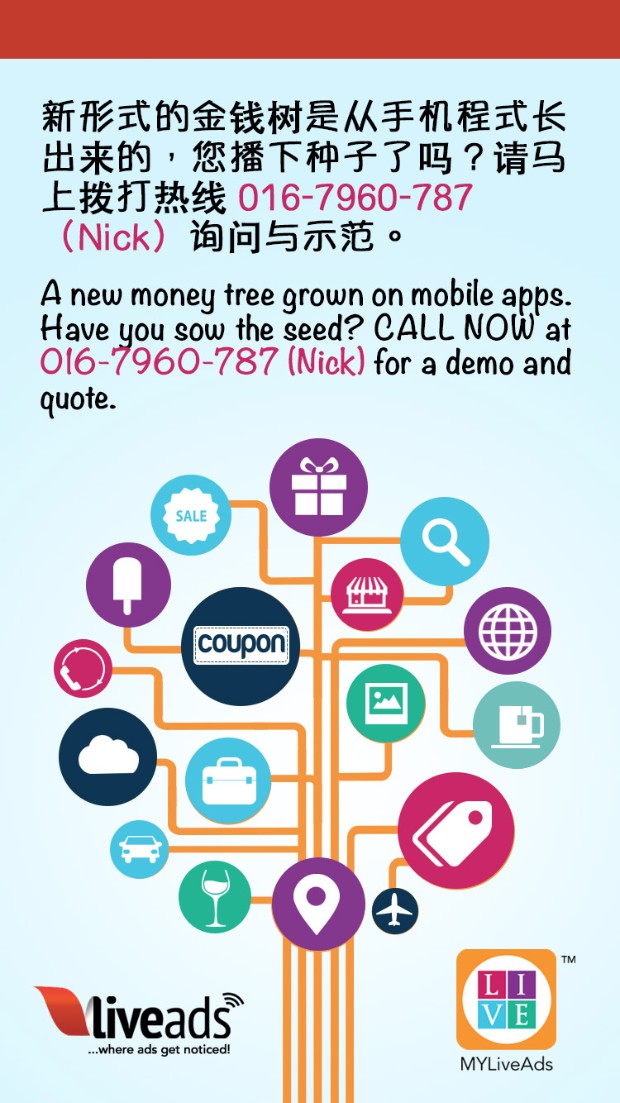 新形式的金钱树是从手机程式长
出来的，您播下种子了吗？请马
上拨打热线 016-7960-787
（Nick）询问与示范。
A new money tree grown on mobile apps.
Have you sow the seed? CALL NOW at
016-7960-787 (Nick) for a demo and
quote.
SALE
coupon
liveads
...where ads get noticed!
LI
VE
TM
MYLiveAds